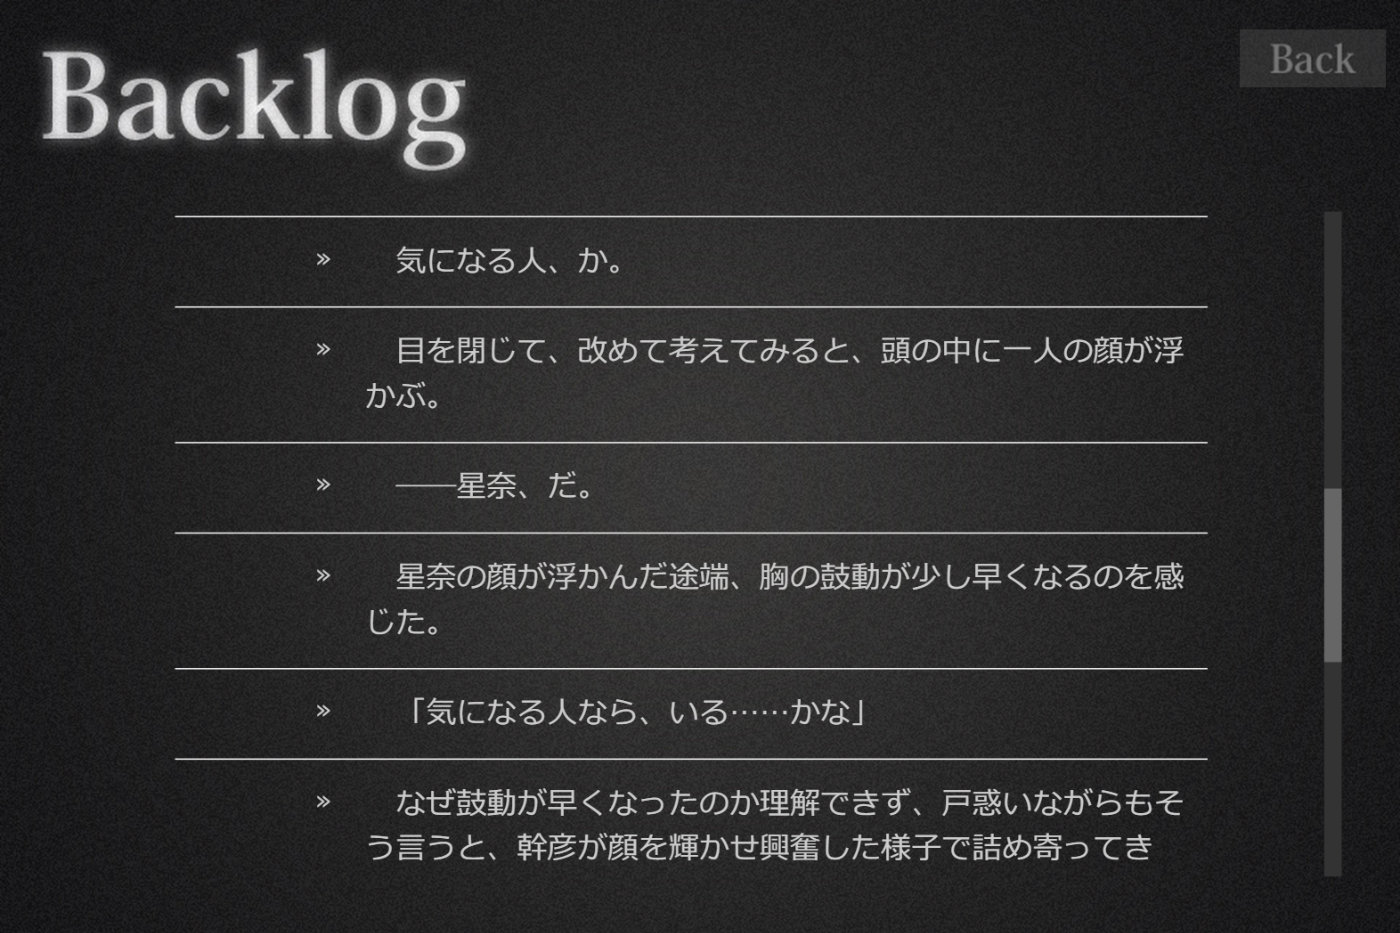 Backlog
Back
» 気になる人、か。
» 目を閉じて、改めて考えてみると、頭の中に一人の顔が浮
かぶ。
» ――星奈、だ。
» 星奈の顔が浮かんだ途端、胸の鼓動が少し早くなるのを感
じた。
» 「気になる人なら、いる……かな」
» なぜ鼓動が早くなったのか理解できず、戸惑いながらもそ
う言うと、幹彦が顔を輝かせ興奮した様子で詰め寄ってき